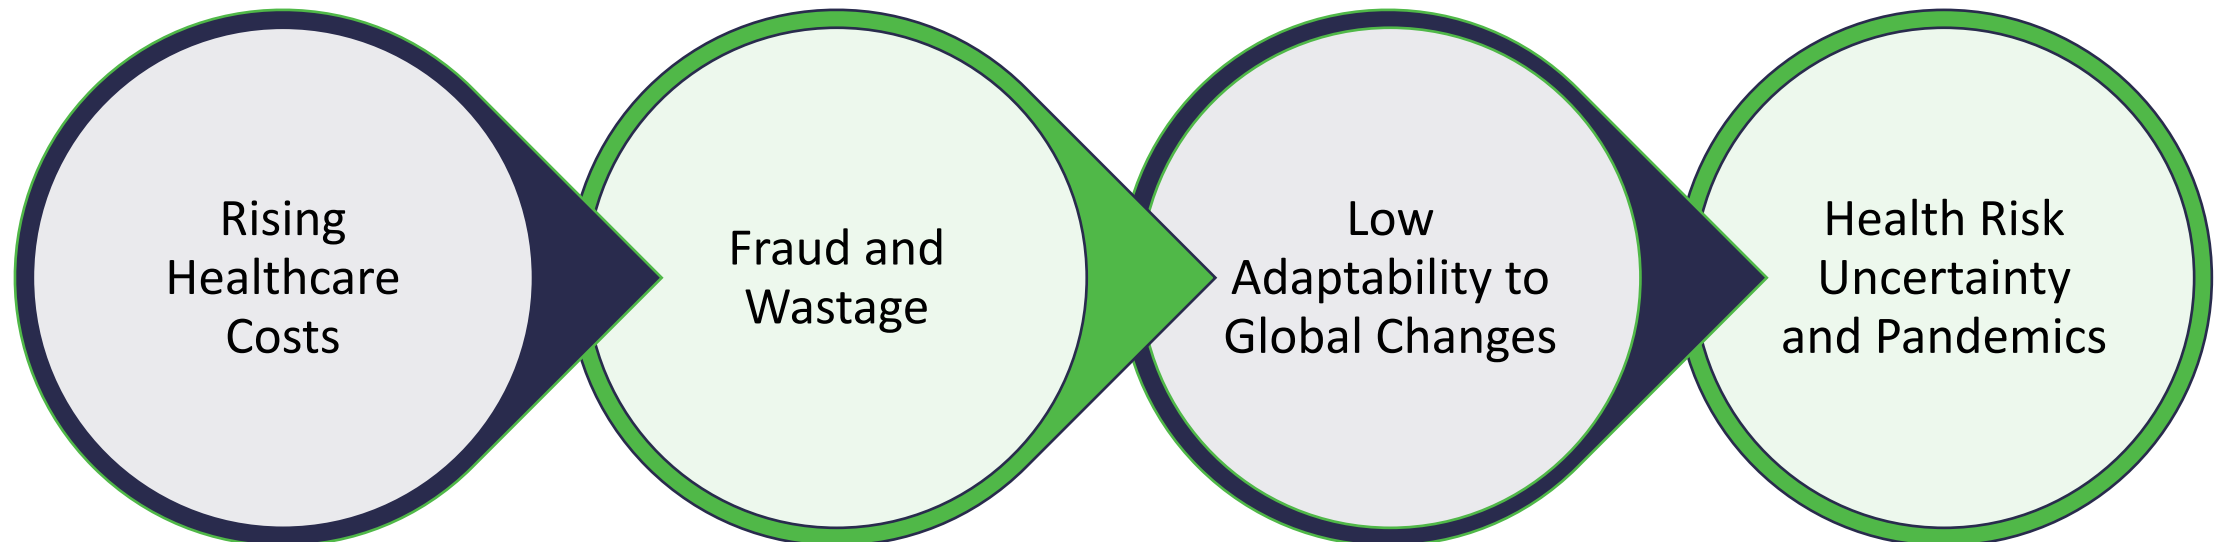 Rising
Healthcare
Costs
Fraud and
Wastage
Low
Adaptability to
Global Changes
Health Risk
Uncertainty
and Pandemics